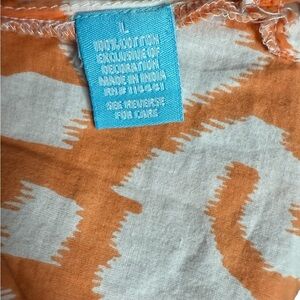 L
100% COTTON
EXCLUSIVE OF
DECORATION
MADE IN INDIA
SEE REVERSE
FOR CARE